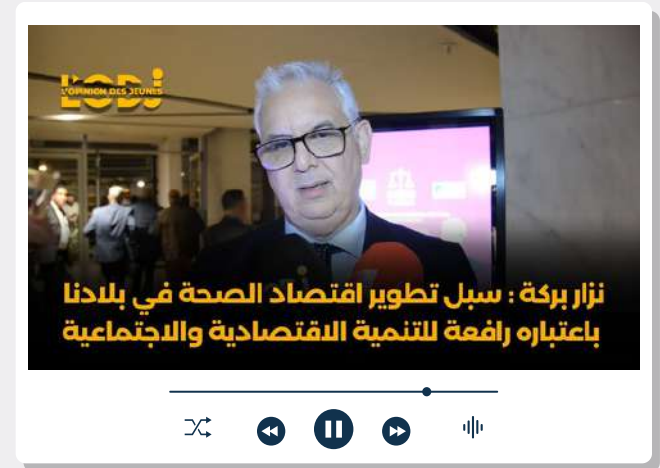 L'ODJ
L'OPINION DES JEUNES
نزار بركة : سبل تطوير اقتصاد الصحة في بلادنا
باعتباره رافعة للتنمية الاقتصادية والاجتماعية